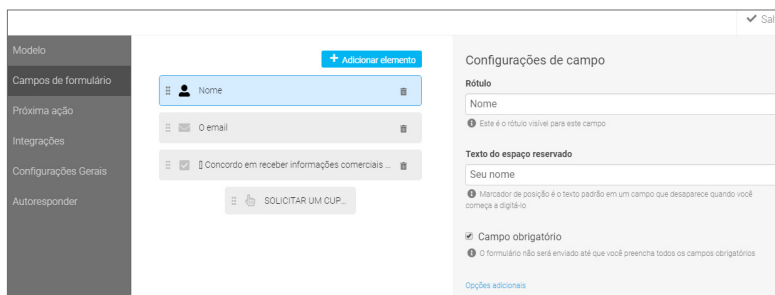 Sal
Modelo
Campos de formulário
Próxima ação
Integrações
Configurações Gerais
Autoresponder
+ Adicionar elemento
Nome
O email
▯ Concordo em receber informações comerciais ...
SOLICITAR UM CUP...
Configurações de campo
Rótulo
Nome
Este é o rótulo visível para este campo
Texto do espaço reservado
Seu nome
Marcador de posição é o texto padrão em um campo que desaparece quando você
começa a digitá-lo
Campo obrigatório
O formulário não será enviado até que você preencha todos os campos obrigatórios
Opções adicionais